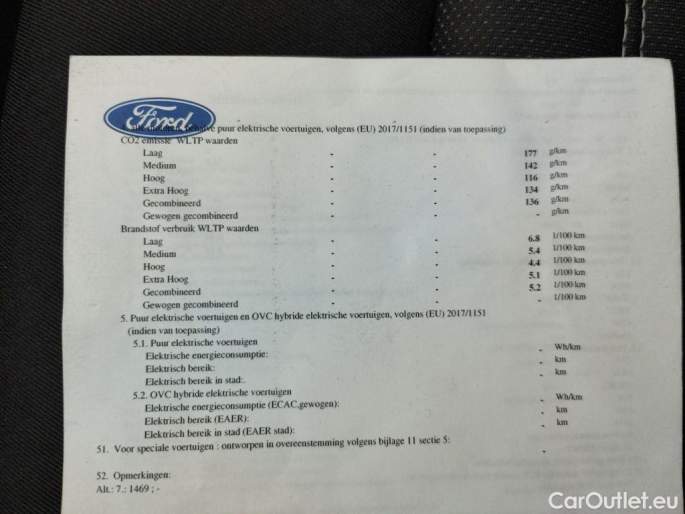 Ford
puur elektrische voertuigen, volgens (EU) 2017/1151 (indien van toepassing)
CO2 emissie WLTP waarden
Laag - - 177 g/km
Medium - - 142 g/km
Hoog - - 116 g/km
Extra Hoog - - 134 g/km
Gecombineerd - - 136 g/km
Gewogen gecombineerd - - - g/km
Brandstof verbruik WLTP waarden
Laag - - 6.8 l/100 km
Medium - - 5.4 l/100 km
Hoog - - 4.4 l/100 km
Extra Hoog - - 5.1 l/100 km
Gecombineerd - - 5.2 l/100 km
Gewogen gecombineerd - - - l/100 km
5. Puur elektrische voertuigen en OVC hybride elektrische voertuigen, volgens (EU) 2017/1151
(indien van toepassing)
5.1. Puur elektrische voertuigen
Elektrische energieconsumptie: - Wh/km
Elektrisch bereik: - km
Elektrisch bereik in stad: - km
5.2. OVC hybride elektrische voertuigen
Elektrische energieconsumptie (ECAC,gewogen): - Wh/km
Elektrisch bereik (EAER): - km
Elektrisch bereik in stad (EAER stad): - km
51. Voor speciale voertuigen : ontworpen in overeenstemming volgens bijlage 11 sectie 5: -
52. Opmerkingen:
Alt.: 7.: 1469 ; -
CarOutlet.eu